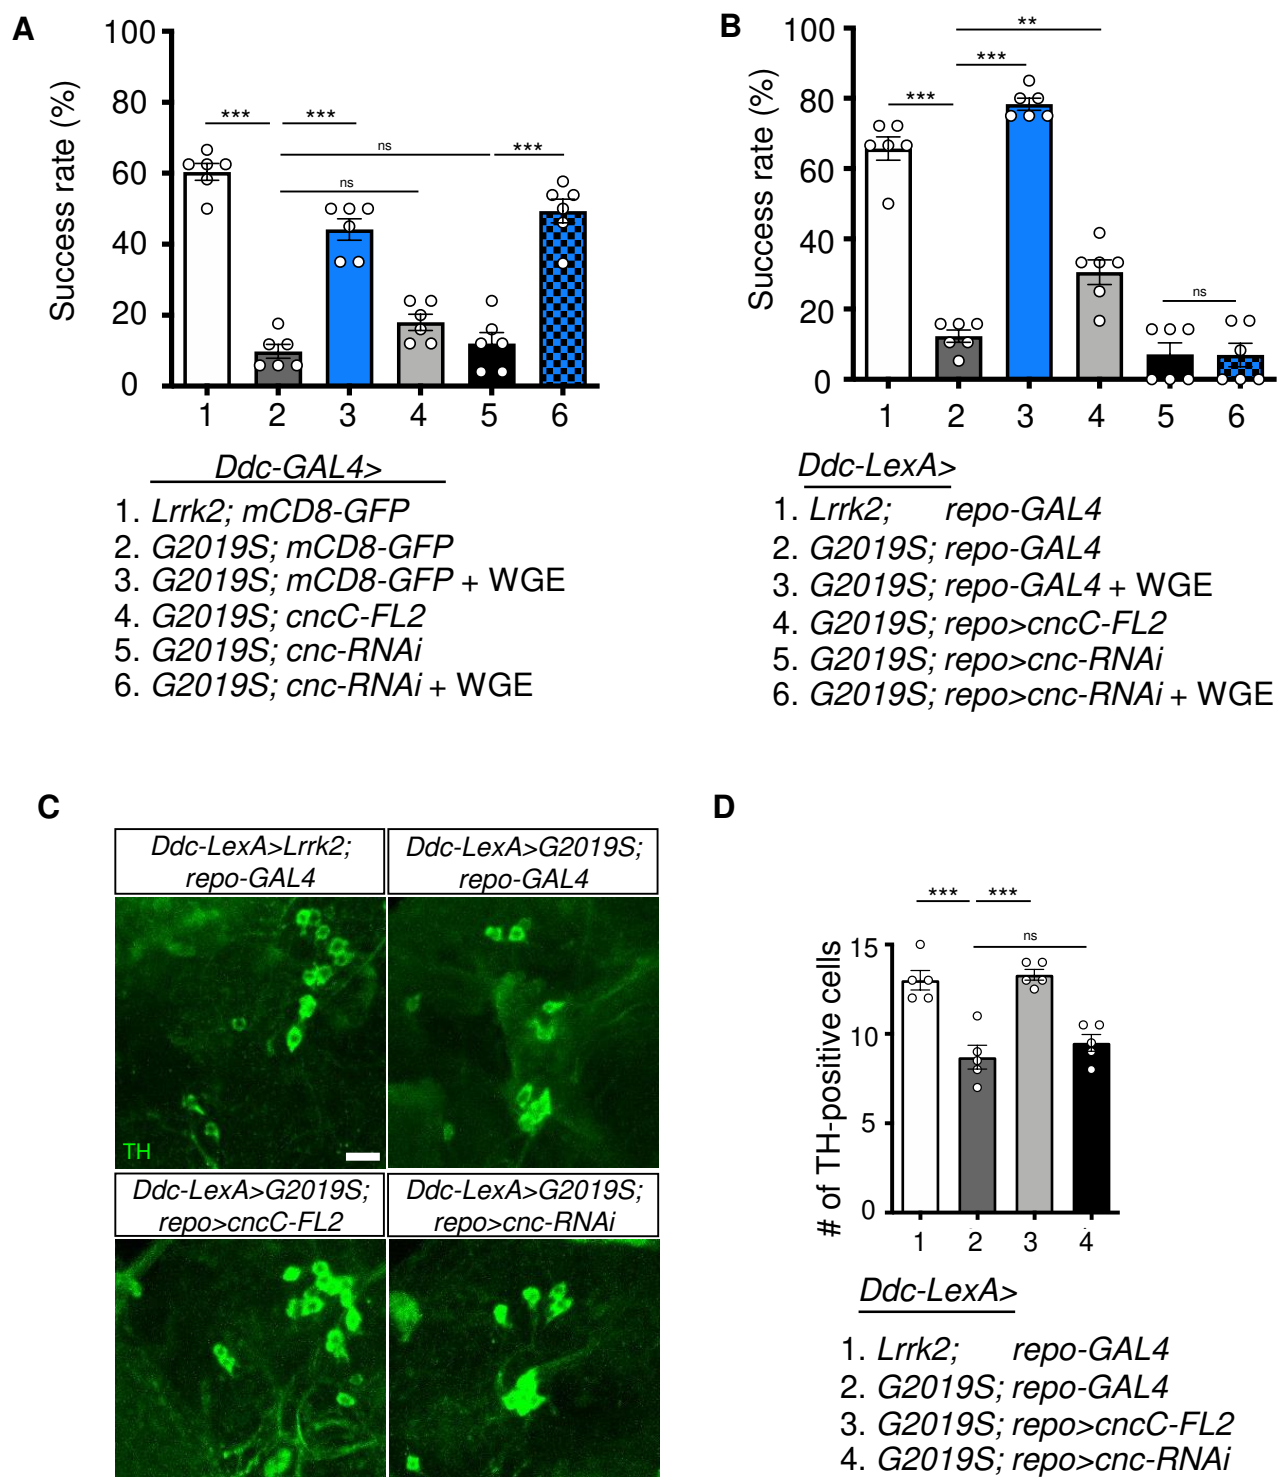 A
Success rate (%)
100
80
60
40
20
0
*** *** ns ns ***
1 2 3 4 5 6
Ddc-GAL4>
1. Lrrk2; mCD8-GFP
2. G2019S; mCD8-GFP
3. G2019S; mCD8-GFP + WGE
4. G2019S; cncC-FL2
5. G2019S; cnc-RNAi
6. G2019S; cnc-RNAi + WGE
B
Success rate (%)
100
80
60
40
20
0
** *** *** ns
1 2 3 4 5 6
Ddc-LexA>
1. Lrrk2; repo-GAL4
2. G2019S; repo-GAL4
3. G2019S; repo-GAL4 + WGE
4. G2019S; repo>cncC-FL2
5. G2019S; repo>cnc-RNAi
6. G2019S; repo>cnc-RNAi + WGE
C
Ddc-LexA>Lrrk2;
repo-GAL4
Ddc-LexA>G2019S;
repo-GAL4
TH
Ddc-LexA>G2019S;
repo>cncC-FL2
Ddc-LexA>G2019S;
repo>cnc-RNAi
D
# of TH-positive cells
15
10
5
0
*** *** ns
1 2 3 4
Ddc-LexA>
1. Lrrk2; repo-GAL4
2. G2019S; repo-GAL4
3. G2019S; repo>cncC-FL2
4. G2019S; repo>cnc-RNAi